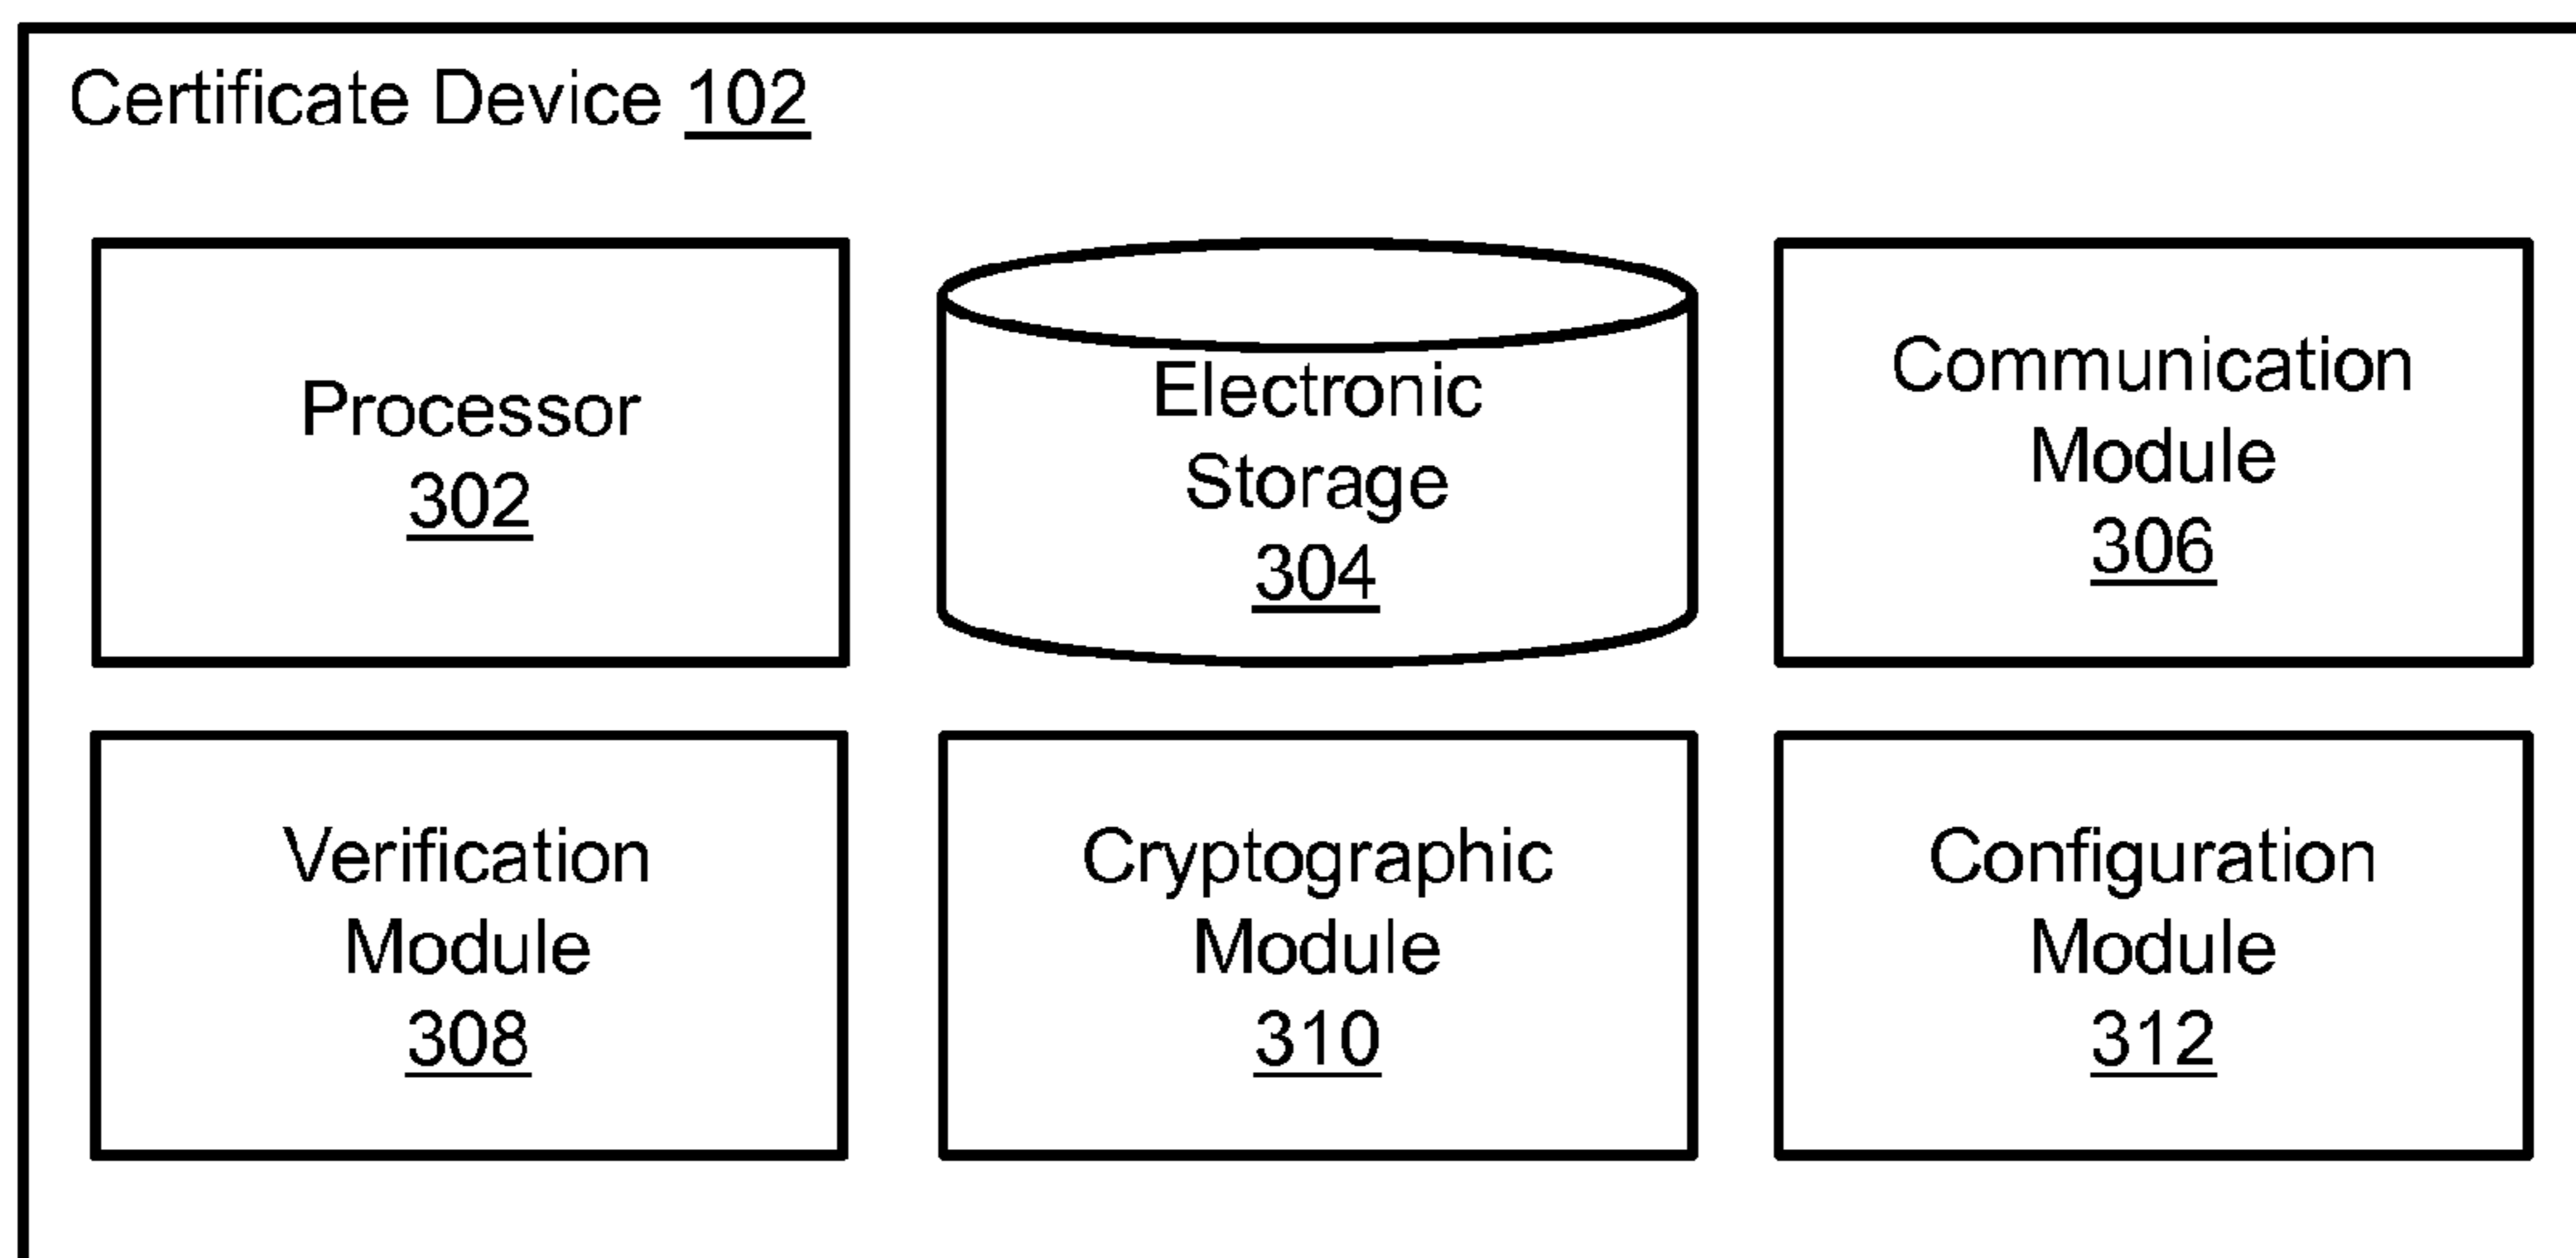 Certificate Device 102
Processor
302
Electronic
Storage
304
Communication
Module
306
Verification
Module
308
Cryptographic
Module
310
Configuration
Module
312